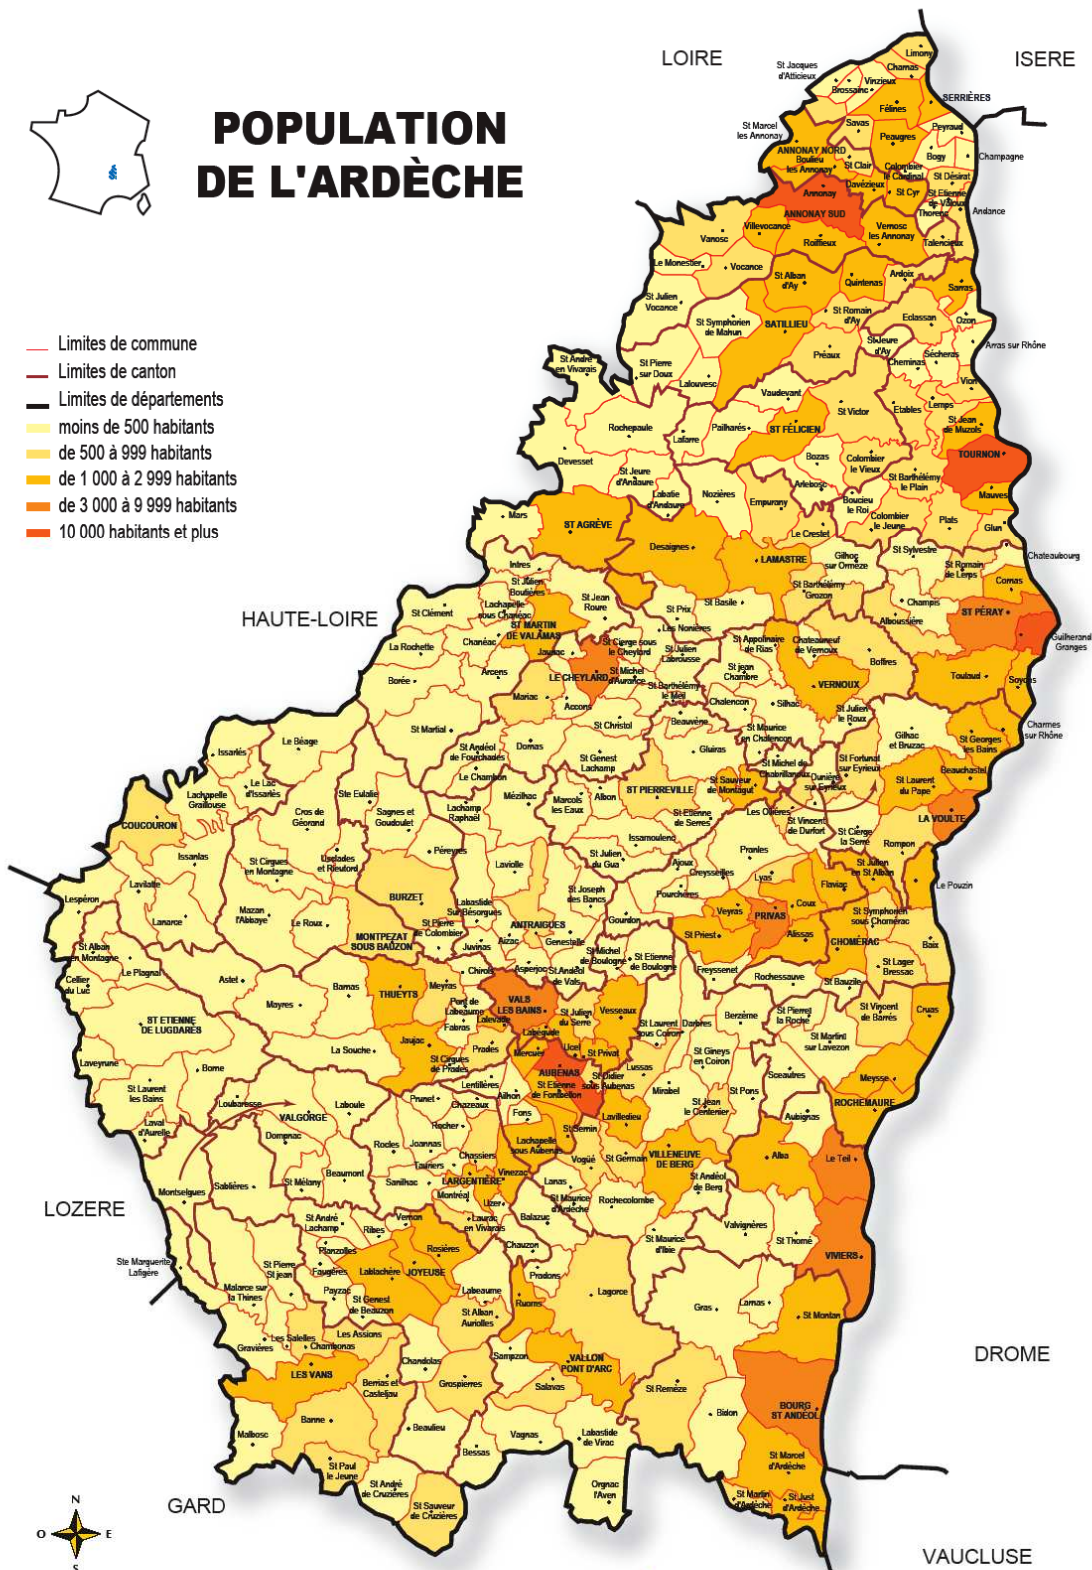 POPULATION
DE L'ARDÈCHE
LOIRE
ISERE
HAUTE-LOIRE
LOZERE
GARD
DROME
VAUCLUSE
Limites de commune
Limites de canton
Limites de départements
moins de 500 habitants
de 500 à 999 habitants
de 1 000 à 2 999 habitants
de 3 000 à 9 999 habitants
10 000 habitants et plus
Limony
St Jacques
d'Atticieux
Charnas
Vinzieux
Brossainc
SERRIÈRES
Félines
St Marcel
les Annonay
Savas
Peaugres
Peyraud
ANNONAY NORD
Boulieu
les Annonay
St Clair
Bogy
Champagne
Colombier
le Cardinal
St Désirat
Davézieux
St Cyr
St Etienne
de Valoux
Annonay
ANNONAY SUD
Thorenc
Andance
Villevocance
Roiffieux
Vernosc
les Annonay
Talencieux
Vanosc
Le Monestier
Vocance
St Alban
d'Ay
Quintenas
Ardoix
Sarras
St Julien
Vocance
St Symphorien
de Mahun
SATILLIEU
St Romain
d'Ay
Eclassan
Ozon
Préaux
St Jeure
d'Ay
Cheminas
Sécheras
Arras sur Rhône
St André
en Vivarais
St Pierre
sur Doux
Lalouvesc
Vaudevant
Vion
Lemps
Etables
St Jean
de Muzols
Rochepaule
Lafarre
Pailharès
ST FÉLICIEN
St Victor
TOURNON
Devesset
St Jeure
d'Andaure
Bozas
Colombier
le Vieux
St Barthélémy
le Plain
Mauves
Labatie
d'Andaure
Nozières
Empurany
Arlebosc
Boucieu
le Roi
Colombier
le Jeune
Plats
Glun
Mars
ST AGRÈVE
Desaignes
Le Crestet
LAMASTRE
Gilhoc
sur Ormèze
St Sylvestre
Chateaubourg
St Romain
de Lerps
Cornas
Intres
St Julien
Boutières
St Jean
Roure
St Barthélémy
Grozon
Champis
ST PÉRAY
Alboussière
Guilherand
Granges
St Clément
Lachapelle
sous Chanéac
ST MARTIN
DE VALAMAS
St Prix
St Basile
Les Nonières
La Rochette
Chanéac
Jaunac
St Cierge sous
le Cheylard
St Julien
Labrousse
St Appolinaire
de Rias
Chateauneuf
de Vernoux
Boffres
Toulaud
Soyons
Borée
Arcens
LE CHEYLARD
St Michel
d'Aurance
St jean
Chambre
VERNOUX
Mariac
Accons
St Barthélémy
le Meil
Chalencon
Silhac
St Julien
le Roux
St Martial
St Christol
Beauvène
St Maurice
en Chalencon
Gilhac
et Bruzac
St Georges
les Bains
Charmes
sur Rhône
Issarlès
Le Béage
St Andéol
de Fourchades
Dornas
St Genest
Lachamp
Gluiras
St Michel de
Chabrillanoux
Dunière
sur Eyrieux
St Fortunat
sur Eyrieux
Beauchastel
Le Lac
d'Issarlès
Le Chambon
Lachapelle
Graillouse
Ste Eulalie
Mézilhac
Albon
ST PIERREVILLE
St Sauveur
de Montagut
St Laurent
du Pape
COUCOURON
Cros de
Géorand
Sagnes et
Goudoulet
Lachamp
Raphaël
Marcols
les Eaux
St Etienne
de Serres
Les Ollières
St Vincent
de Durfort
LA VOULTE
Issanlas
St Cirgues
en Montagne
Usclades
et Rieutord
Péreyres
Laviolle
Issamoulenc
St Julien
du Gua
Pranles
St Cierge
la Serre
Rompon
Lavilatte
Lespéron
Lanarce
Mazan
l'Abbaye
Le Roux
BURZET
Labastide
Sur Bésorgues
St Joseph
des Bancs
Ajoux
Creysseilles
Pourchères
Lyas
Flaviac
St Julien
en St Alban
Le Pouzin
MONTPEZAT
SOUS BAUZON
St Pierre
de Colombier
ANTRAIGUES
Gourdon
Veyras
PRIVAS
Coux
St Symphorien
sous Chomérac
St Alban
en Montagne
Juvinas
Aizac
Genestelle
St Michel
de Boulogne
St Priest
Alissas
CHOMÉRAC
Baix
Cellier
du Luc
Le Plagnal
Astet
Barnas
Chirols
Asperjoc
St Andéol
de Vals
St Etienne
de Boulogne
Freyssenet
Rochessauve
St Lager
Bressac
THUEYTS
Meyras
Pont de
Labeaume
VALS
LES BAINS
St Bauzile
Mayres
Fabras
Lalevade
St Julien
du Serre
Vesseaux
Berzème
St Pierre
la Roche
St Vincent
de Barrès
Cruas
ST ETIENNE
DE LUGDARES
La Souche
Jaujac
Labégude
St Laurent
sous Coiron
Darbres
St Martin
sur Lavezon
Prades
Mercuer
Ucel
St Privat
St Gineys
en Coiron
Laveyrune
Borne
St Cirgues
de Prades
AUBENAS
Lussas
Sceautres
Meysse
Lentillères
St Didier
sous Aubenas
Mirabel
St Pons
ROCHEMAURE
St Laurent
les Bains
Prunet
Ailhon
St Etienne
de Fontbellon
Loubaresse
VALGORGE
Laboule
Chazeaux
Fons
Lavilledieu
St Jean
le Centenier
Aubignas
Laval
d'Aurelle
Rocher
St Sernin
Dompnac
Rocles
Joannas
Lachapelle
sous Aubenas
VILLENEUVE
DE BERG
Alba
Le Teil
Chassiers
Vogüé
St Germain
Beaumont
Tauriers
LARGENTIÈRE
Vinezac
Lanas
St Andéol
de Berg
Montselgues
Sablières
St Mélany
Sanilhac
Montréal
Uzer
St Maurice
d'Ardèche
Rochecolombe
St André
Lachamp
Ribes
Vernon
Laurac
en Vivarais
Balazuc
Valvignères
St Thomé
Planzolles
Rosières
Chauzon
St Maurice
d'Ibie
VIVIERS
Ste Marguerite
Lafigère
St Pierre
St jean
Faugères
Lablachère
JOYEUSE
Pradons
Malarce sur
la Thines
Payzac
Labeaume
Ruoms
Lagorce
Gras
Larnas
St Montan
St Genest
de Beauzon
St Alban
Auriolles
Les Salelles
Les Assions
Gravières
Chambonas
Chandolas
Sampzon
VALLON
PONT D'ARC
LES VANS
Berrias et
Casteljau
Grospierres
Salavas
St Remèze
BOURG
ST ANDÉOL
Banne
Beaulieu
Bidon
Malbosc
Vagnas
Labastide
de Virac
Bessas
St Marcel
d'Ardèche
St Paul
le Jeune
St André
de Cruzières
Orgnac
l'Aven
St Martin
d'Ardèche
St Just
d'Ardèche
St Sauveur
de Cruzières
N
O
E
S